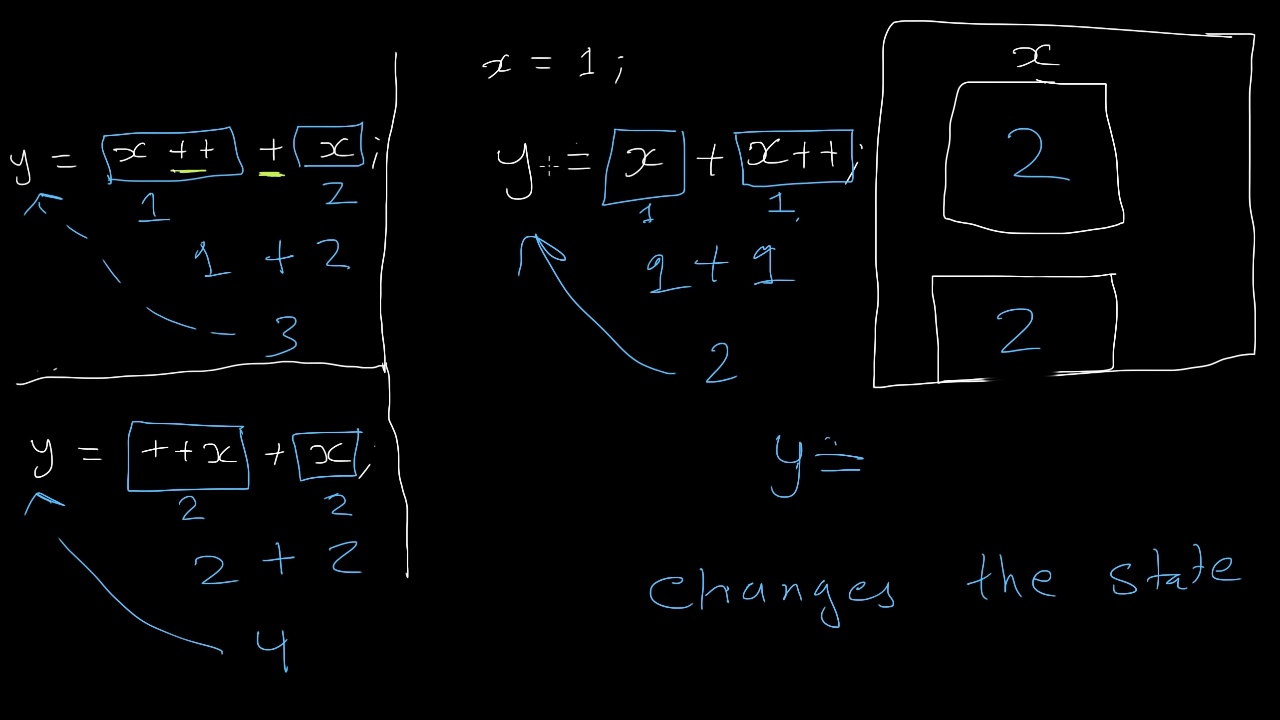 y = x ++ + x;
1 2
1 + 2
3
y = ++x + x;
2 2
2 + 2
4
x = 1;
y = x + x++;
1 1
1 + 1
2
y =
changes the state
x
2
2